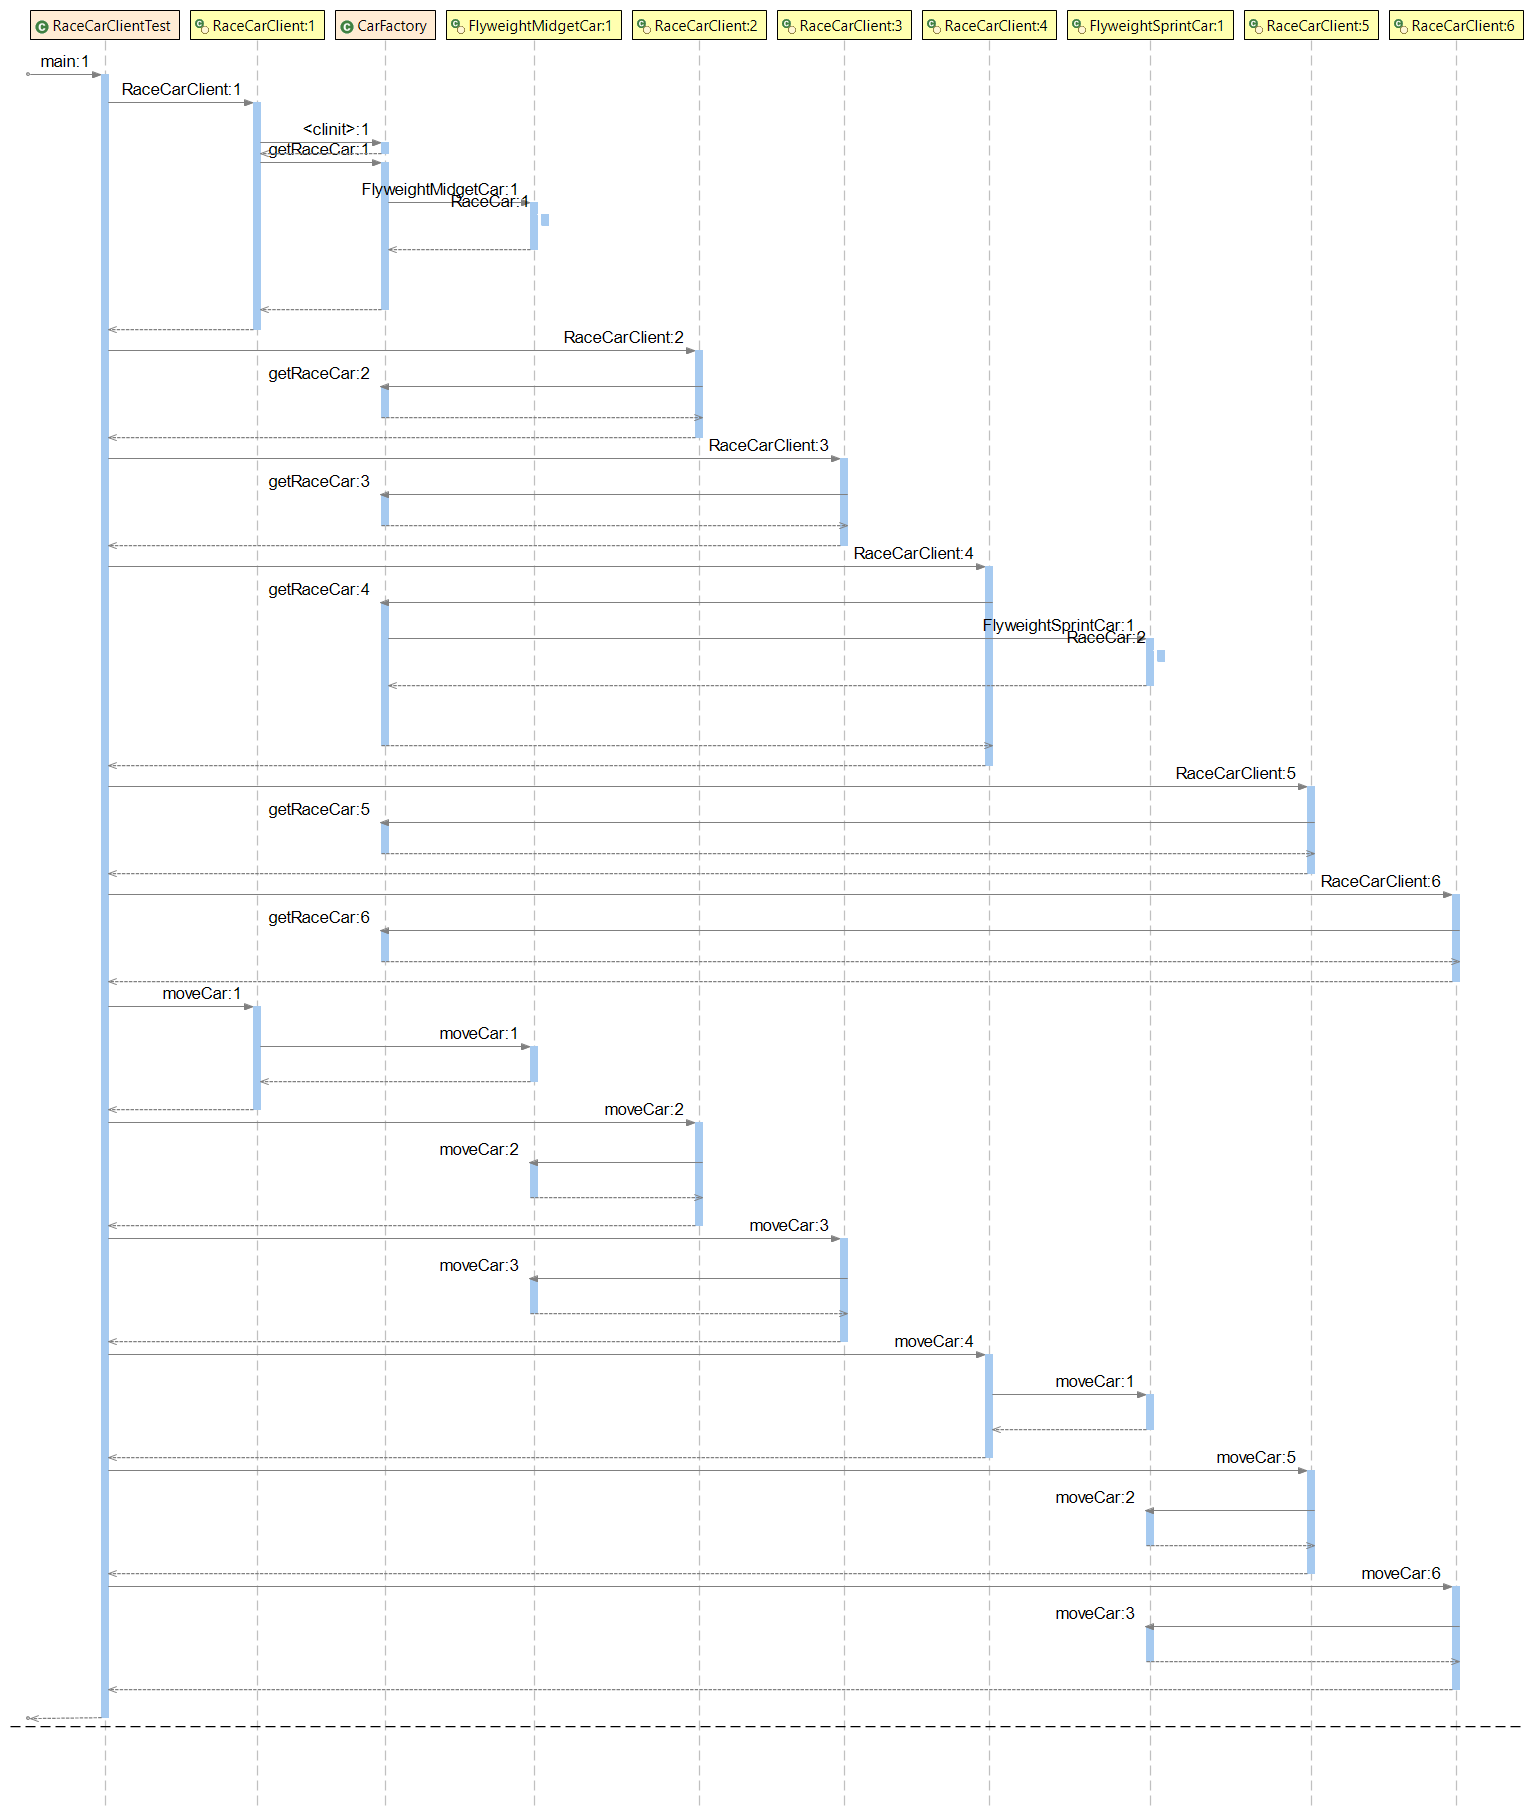 RaceCarClientTest
RaceCarClient:1
CarFactory
FlyweightMidgetCar:1
RaceCarClient:2
RaceCarClient:3
RaceCarClient:4
FlyweightSprintCar:1
RaceCarClient:5
RaceCarClient:6
main:1
RaceCarClient:1
<clinit>:1
getRaceCar:1
FlyweightMidgetCar:1
RaceCar:1
RaceCarClient:2
getRaceCar:2
RaceCarClient:3
getRaceCar:3
RaceCarClient:4
getRaceCar:4
FlyweightSprintCar:1
RaceCar:2
RaceCarClient:5
getRaceCar:5
RaceCarClient:6
getRaceCar:6
moveCar:1
moveCar:1
moveCar:2
moveCar:2
moveCar:3
moveCar:3
moveCar:4
moveCar:1
moveCar:5
moveCar:2
moveCar:6
moveCar:3